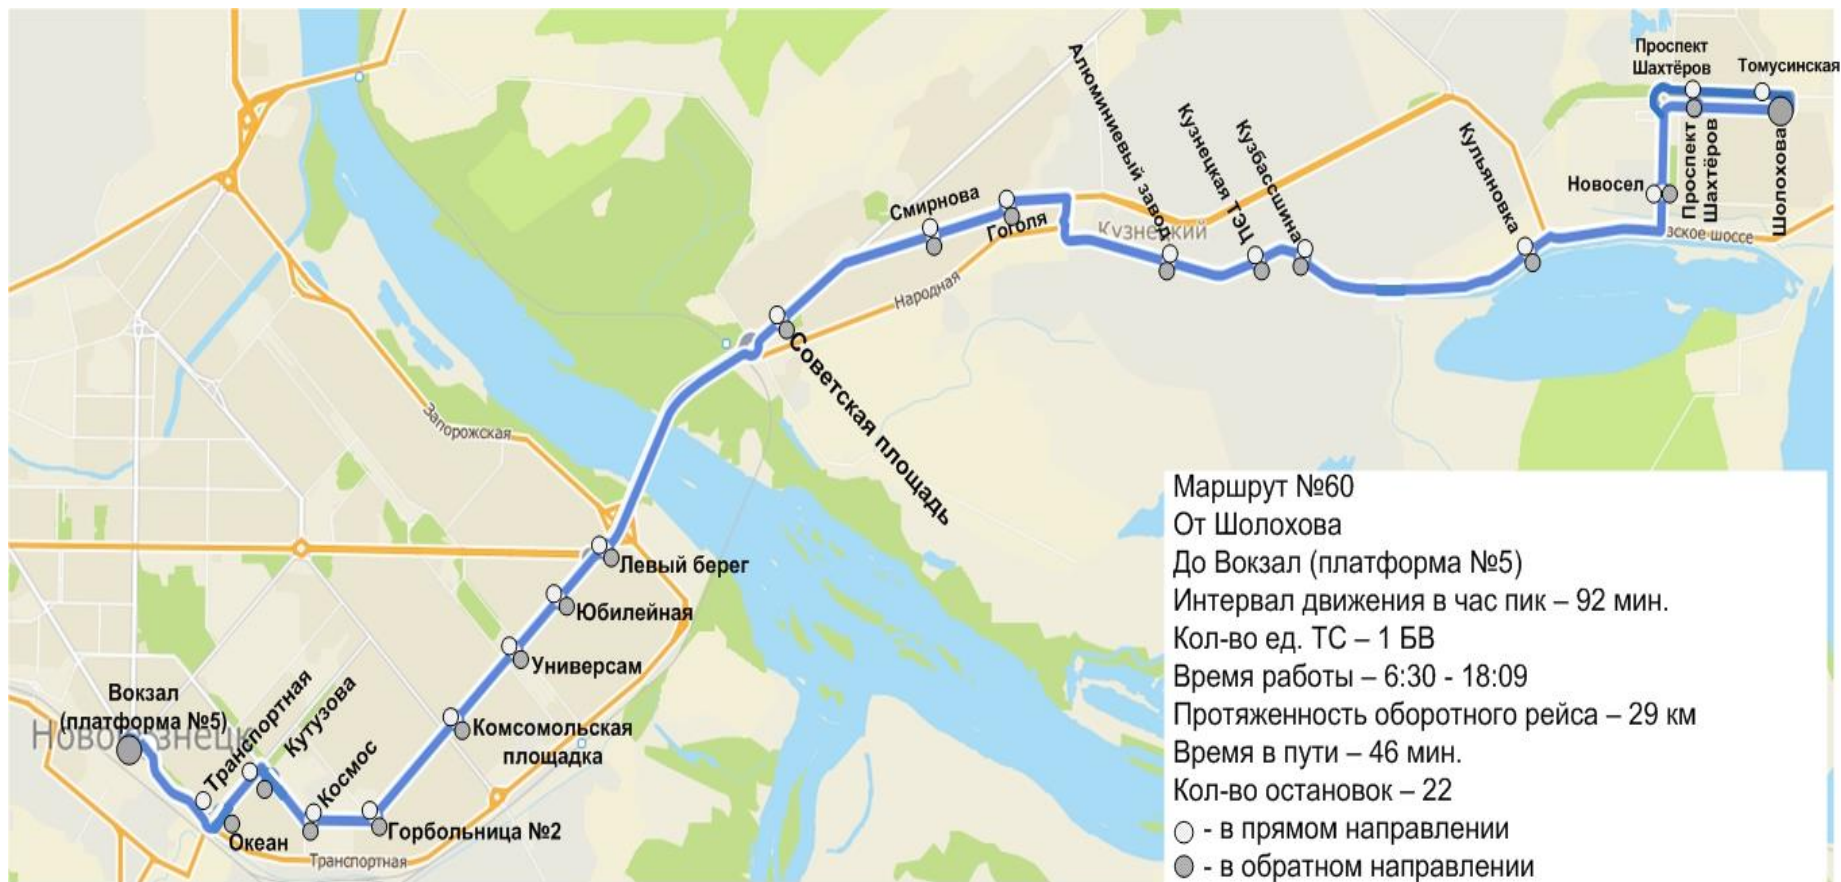 Проспект
Шахтёров
Томусинская
Алюминиевый завод
Кузнецкая ТЭЦ
Кузбассшина
Кульяновка
Новосел
Проспект
Шахтёров
Шолохова
зское шоссе
Смирнова
Гоголя
Кузнецкий
Народная
Советская площадь
Запорожская
Левый берег
Юбилейная
Универсам
Комсомольская
площадка
Вокзал
(платформа №5)
Новокузнецк
Транспортная
Кутузова
Космос
Океан
Горбольница №2
Транспортная
Маршрут №60
От Шолохова
До Вокзал (платформа №5)
Интервал движения в час пик – 92 мин.
Кол-во ед. ТС – 1 БВ
Время работы – 6:30 - 18:09
Протяженность оборотного рейса – 29 км
Время в пути – 46 мин.
Кол-во остановок – 22
- в прямом направлении
- в обратном направлении